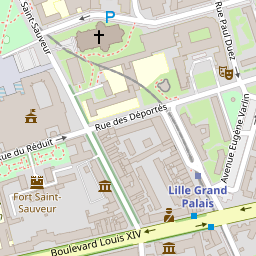 P
Saint-Sauveur
Rue Paul Duez
Rue des Déportés
ue du Réduit
Avenue Eugène Varlin
Fort Saint-
Sauveur
Lille Grand
Palais
Boulevard Louis XIV